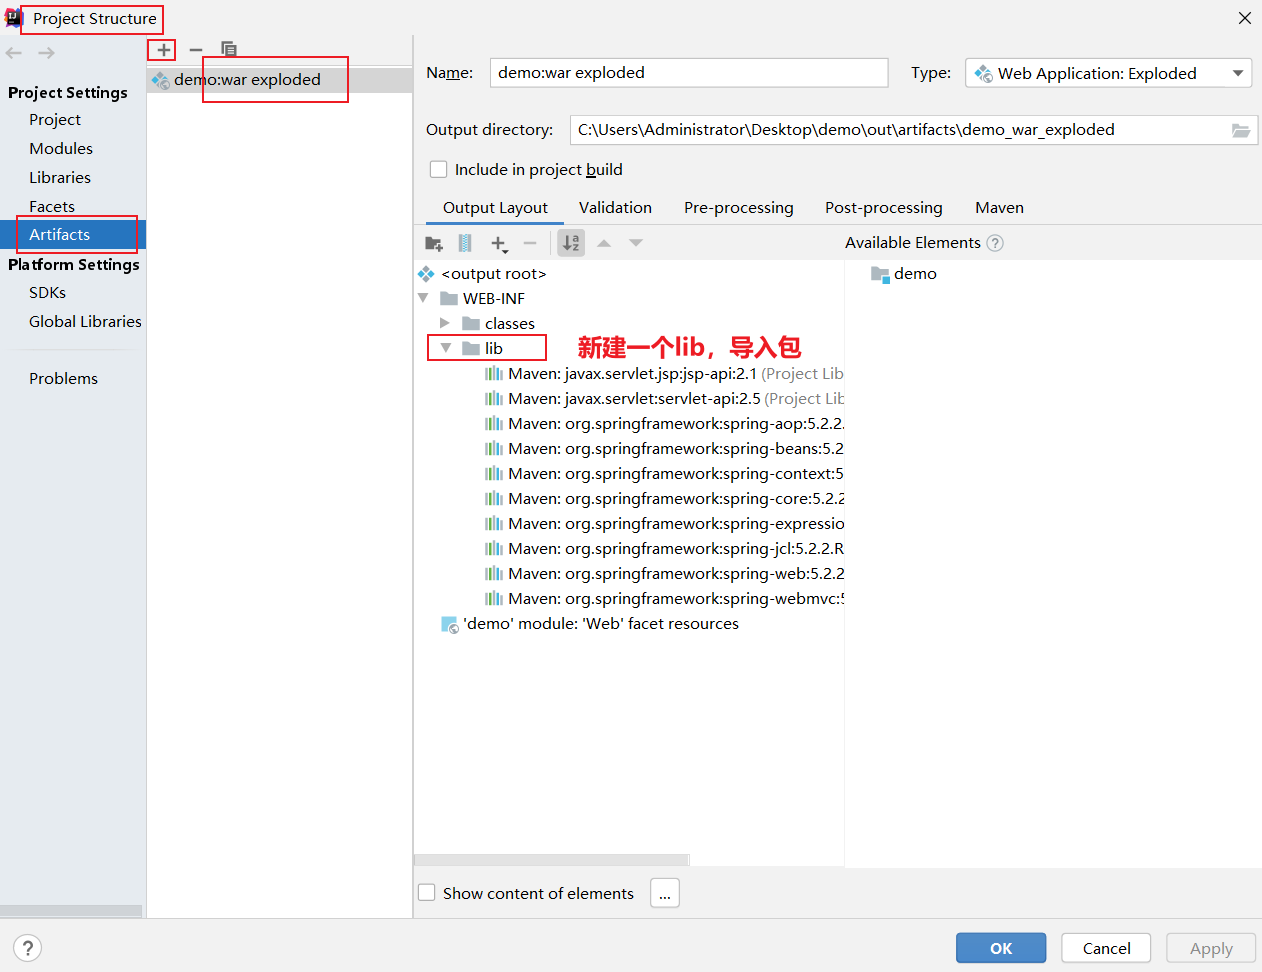 Project Structure
Project Settings
Project
Modules
Libraries
Facets
Artifacts
Platform Settings
SDKs
Global Libraries
Problems
demo:war exploded
Name: demo:war exploded
Type: Web Application: Exploded
Output directory: C:\Users\Administrator\Desktop\demo\out\artifacts\demo_war_exploded
Include in project build
Output Layout Validation Pre-processing Post-processing Maven
Available Elements ?
<output root>
demo
WEB-INF
classes
lib
新建一个lib，导入包
Maven: javax.servlet.jsp:jsp-api:2.1 (Project Lib
Maven: javax.servlet:servlet-api:2.5 (Project Lib
Maven: org.springframework:spring-aop:5.2.2.
Maven: org.springframework:spring-beans:5.2
Maven: org.springframework:spring-context:5
Maven: org.springframework:spring-core:5.2.2
Maven: org.springframework:spring-expressio
Maven: org.springframework:spring-jcl:5.2.2.R
Maven: org.springframework:spring-web:5.2.2
Maven: org.springframework:spring-webmvc:5
'demo' module: 'Web' facet resources
Show content of elements ...
? OK Cancel Apply